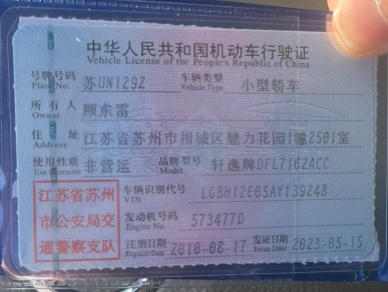 中华人民共和国机动车行驶证
Vehicle License of the People's Republic of China
号牌号码 苏UN129Z 车辆类型 小型轿车
Plate No. Vehicle Type
所有人 顾东雷
Owner
住址 江苏省苏州市相城区魅力花园1幢2501室
Address
使用性质 非营运 品牌型号 轩逸牌DFL7162ACC
Use Character Model
江苏省苏州
市公安局交
通警察支队
车辆识别代号 LGBH12E05AY139248
VIN
发动机号码 573477D
Engine No.
注册日期 2010-08-17 发证日期 2023-05-15
Register Date Issue Date